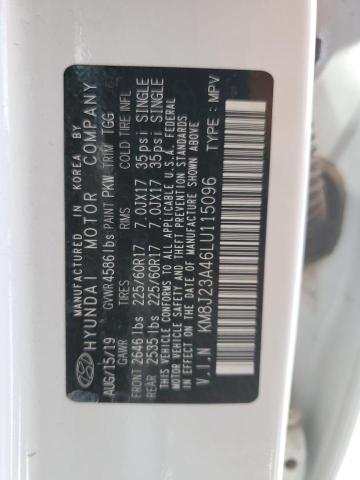 MANUFACTURED IN KOREA BY
HYUNDAI MOTOR COMPANY
AUG/15/19 GVWR 4586 lbs PAINT PKW TRIM TGG
GAWR TIRES RIMS COLD TIRE INFL
FRONT 2646 lbs 225/60R17 7.0JX17 35psi SINGLE
REAR 2535 lbs 225/60R17 7.0JX17 35psi SINGLE
THIS VEHICLE CONFORMS TO ALL APPLICABLE U.S.A. FEDERAL
MOTOR VEHICLE SAFETY, BUMPER, AND THEFT PREVENTION
STANDARDS IN EFFECT ON THE DATE OF MANUFACTURE SHOWN ABOVE.
V.I.N KM8J23A46LU115096 TYPE: MPV